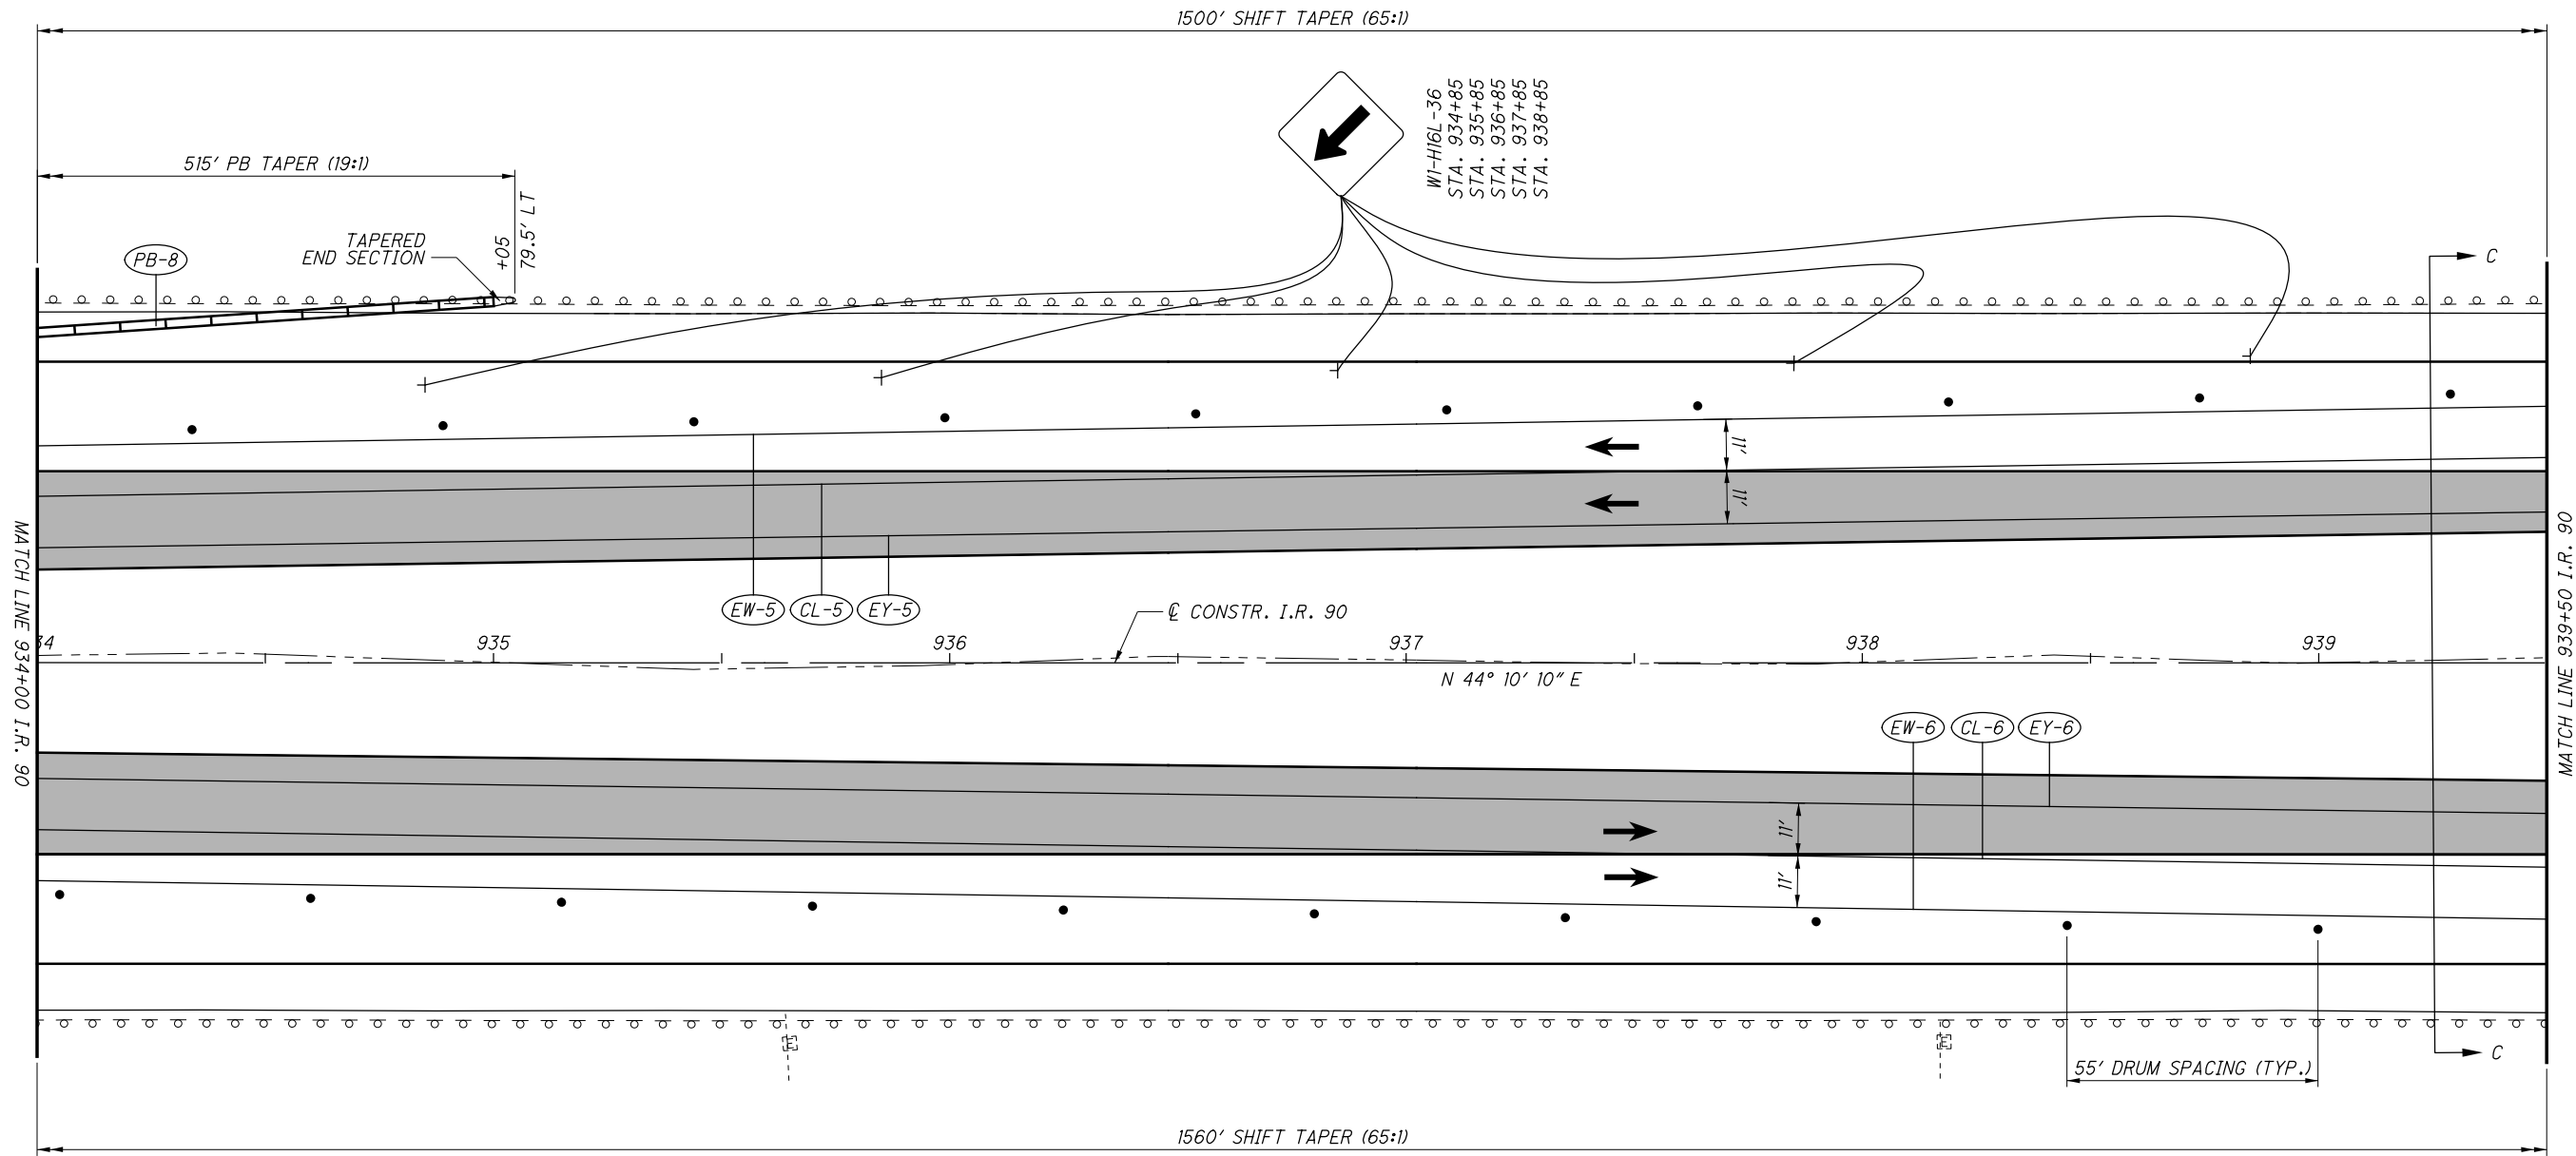 1500' SHIFT TAPER (65:1)
W1-H16L-36
STA. 934+85
STA. 935+85
STA. 936+85
STA. 937+85
STA. 938+85
515' PB TAPER (19:1)
+05
79.5' LT
TAPERED
END SECTION
PB-8
C
11'
11'
EW-5
CL-5
EY-5
℄ CONSTR. I.R. 90
34
935
936
937
938
939
N 44° 10' 10" E
MATCH LINE 934+00 I.R. 90
MATCH LINE 939+50 I.R. 90
EW-6
CL-6
EY-6
11'
11'
E
E
C
55' DRUM SPACING (TYP.)
1560' SHIFT TAPER (65:1)